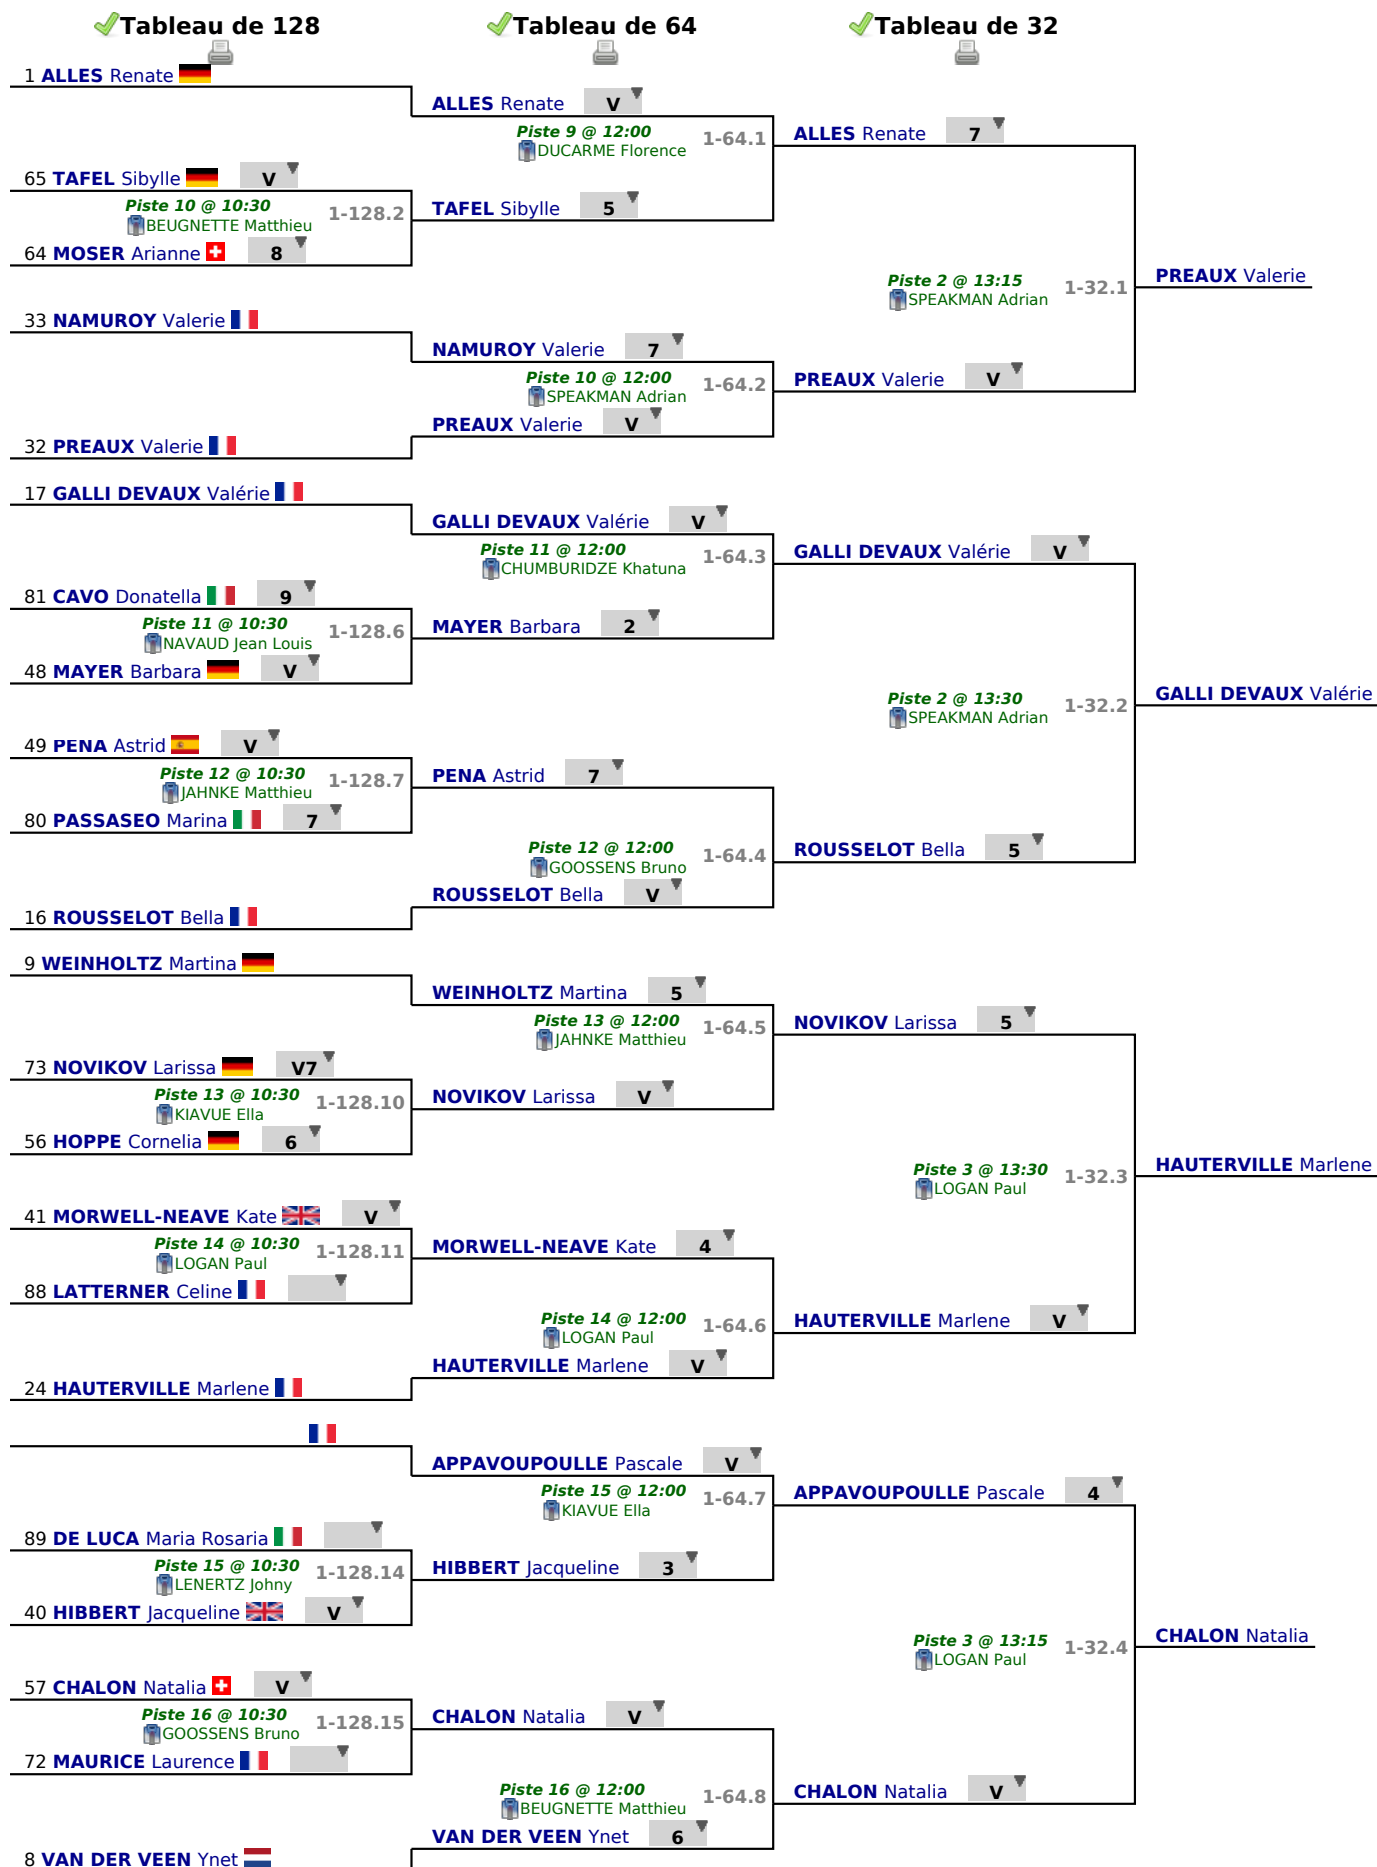 Tableau de 128
Tableau de 64
Tableau de 32
1 ALLES Renate
ALLES Renate V
Piste 9 @ 12:00
DUCARME Florence
1-64.1
ALLES Renate 7
65 TAFEL Sibylle V
Piste 10 @ 10:30
BEUGNETTE Matthieu
1-128.2
TAFEL Sibylle 5
64 MOSER Arianne 8
Piste 2 @ 13:15
SPEAKMAN Adrian
1-32.1
PREAUX Valerie
33 NAMUROY Valerie
NAMUROY Valerie 7
Piste 10 @ 12:00
SPEAKMAN Adrian
1-64.2
PREAUX Valerie V
PREAUX Valerie V
32 PREAUX Valerie
17 GALLI DEVAUX Valérie
GALLI DEVAUX Valérie V
Piste 11 @ 12:00
CHUMBURIDZE Khatuna
1-64.3
GALLI DEVAUX Valérie V
81 CAVO Donatella 9
Piste 11 @ 10:30
NAVAUD Jean Louis
1-128.6
MAYER Barbara 2
48 MAYER Barbara V
Piste 2 @ 13:30
SPEAKMAN Adrian
1-32.2
GALLI DEVAUX Valérie
49 PENA Astrid V
Piste 12 @ 10:30
JAHNKE Matthieu
1-128.7
PENA Astrid 7
80 PASSASEO Marina 7
Piste 12 @ 12:00
GOOSSENS Bruno
1-64.4
ROUSSELOT Bella 5
ROUSSELOT Bella V
16 ROUSSELOT Bella
9 WEINHOLTZ Martina
WEINHOLTZ Martina 5
Piste 13 @ 12:00
JAHNKE Matthieu
1-64.5
NOVIKOV Larissa 5
73 NOVIKOV Larissa V7
Piste 13 @ 10:30
KIAVUE Ella
1-128.10
NOVIKOV Larissa V
56 HOPPE Cornelia 6
Piste 3 @ 13:30
LOGAN Paul
1-32.3
HAUTERVILLE Marlene
41 MORWELL-NEAVE Kate V
Piste 14 @ 10:30
LOGAN Paul
1-128.11
MORWELL-NEAVE Kate 4
88 LATTERNER Celine
Piste 14 @ 12:00
LOGAN Paul
1-64.6
HAUTERVILLE Marlene V
HAUTERVILLE Marlene V
24 HAUTERVILLE Marlene
APPAVOUPOULLE Pascale V
Piste 15 @ 12:00
KIAVUE Ella
1-64.7
APPAVOUPOULLE Pascale 4
89 DE LUCA Maria Rosaria
Piste 15 @ 10:30
LENERTZ Johny
1-128.14
HIBBERT Jacqueline 3
40 HIBBERT Jacqueline V
Piste 3 @ 13:15
LOGAN Paul
1-32.4
CHALON Natalia
57 CHALON Natalia V
Piste 16 @ 10:30
GOOSSENS Bruno
1-128.15
CHALON Natalia V
72 MAURICE Laurence
Piste 16 @ 12:00
BEUGNETTE Matthieu
1-64.8
CHALON Natalia V
VAN DER VEEN Ynet 6
8 VAN DER VEEN Ynet